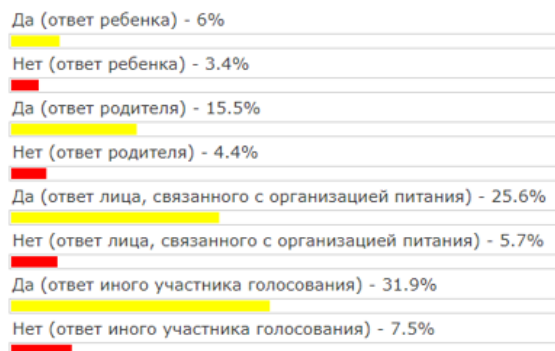 Да (ответ ребенка) - 6%
Нет (ответ ребенка) - 3.4%
Да (ответ родителя) - 15.5%
Нет (ответ родителя) - 4.4%
Да (ответ лица, связанного с организацией питания) - 25.6%
Нет (ответ лица, связанного с организацией питания) - 5.7%
Да (ответ иного участника голосования) - 31.9%
Нет (ответ иного участника голосования) - 7.5%